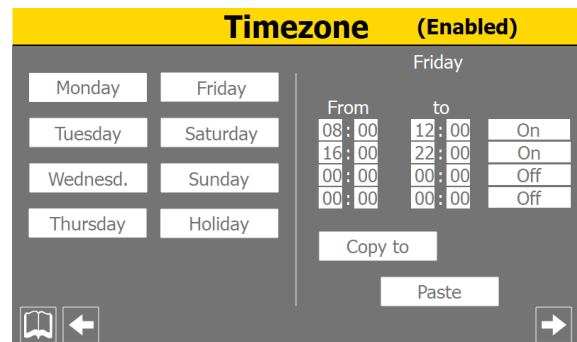 Timezone (Enabled)
Monday Friday
Tuesday Saturday
Wednesd. Sunday
Thursday Holiday
Friday
From to
08:00 12:00 On
16:00 22:00 On
00:00 00:00 Off
00:00 00:00 Off
Copy to
Paste